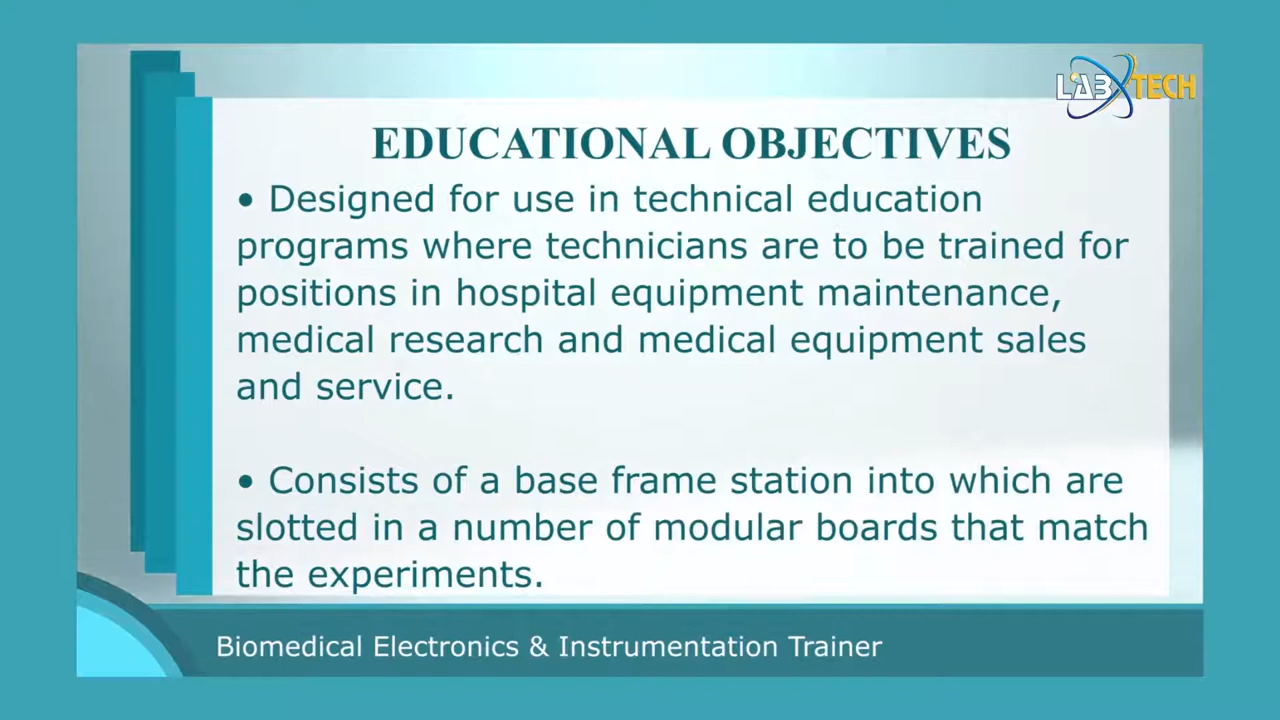 LABXTECH
EDUCATIONAL OBJECTIVES
• Designed for use in technical education
programs where technicians are to be trained for
positions in hospital equipment maintenance,
medical research and medical equipment sales
and service.
• Consists of a base frame station into which are
slotted in a number of modular boards that match
the experiments.
Biomedical Electronics & Instrumentation Trainer